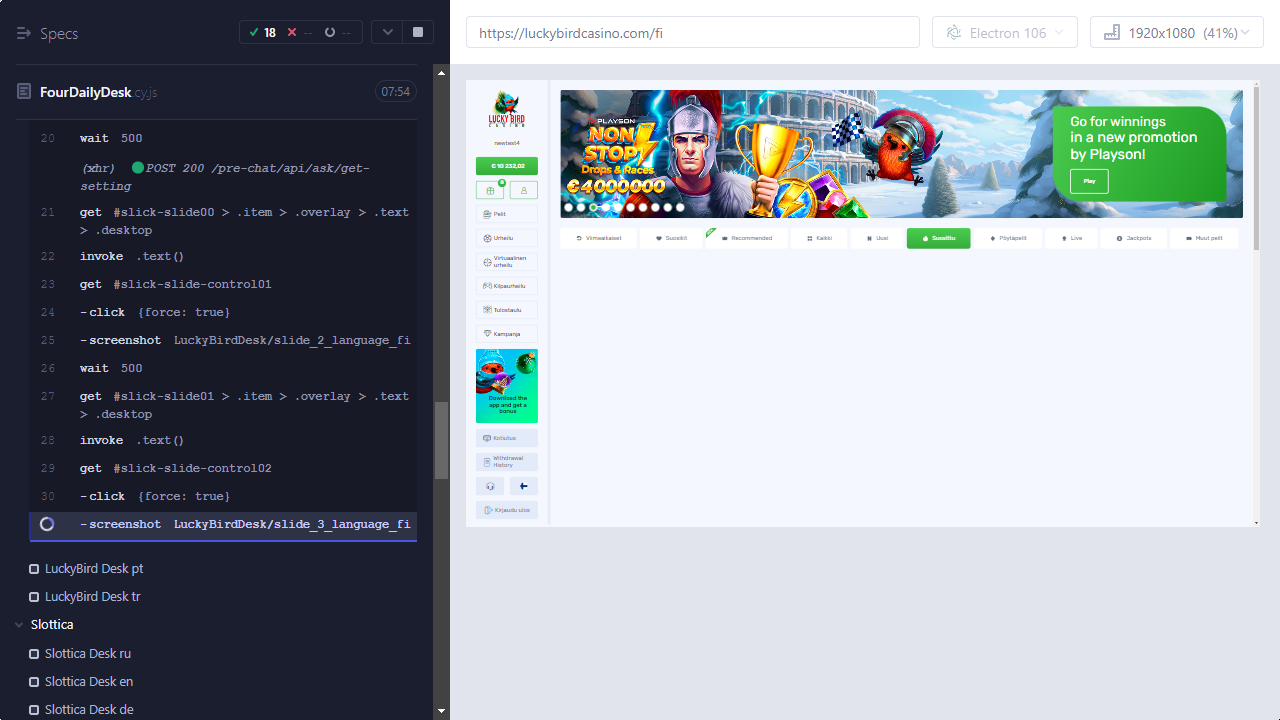 Specs
18
--
--
FourDailyDesk.cy.js
07:54
20 wait 500
(xhr) POST 200 /pre-chat/api/ask/get-
setting
21 get #slick-slide00 > .item > .overlay > .text
> .desktop
22 invoke .text()
23 get #slick-slide-control01
24 -click {force: true}
25 -screenshot LuckyBirdDesk/slide_2_language_fi
26 wait 500
27 get #slick-slide01 > .item > .overlay > .text
> .desktop
28 invoke .text()
29 get #slick-slide-control02
30 -click {force: true}
-screenshot LuckyBirdDesk/slide_3_language_fi
LuckyBird Desk pt
LuckyBird Desk tr
Slottica
Slottica Desk ru
Slottica Desk en
Slottica Desk de
https://luckybirdcasino.com/fi
Electron 106
1920x1080 (41%)
LUCKY BIRD
CASINO
newtest4
€ 10 232,02
Pelit
Urheilu
Virtuaalinen
urheilu
Kilpaurheilu
Tulostaulu
Kampanja
Download the
app and get a
bonus
Kotiutus
Withdrawal
History
Kirjaudu ulos
PLAYSON
NON
STOP
Drops & Races
€4000000
Go for winnings
in a new promotion
by Playson!
Play
Viimeaikaiset
Suosikit
Recommended
Kaikki
Uusi
Suosittu
Pöytäpelit
Live
Jackpots
Muut pelit